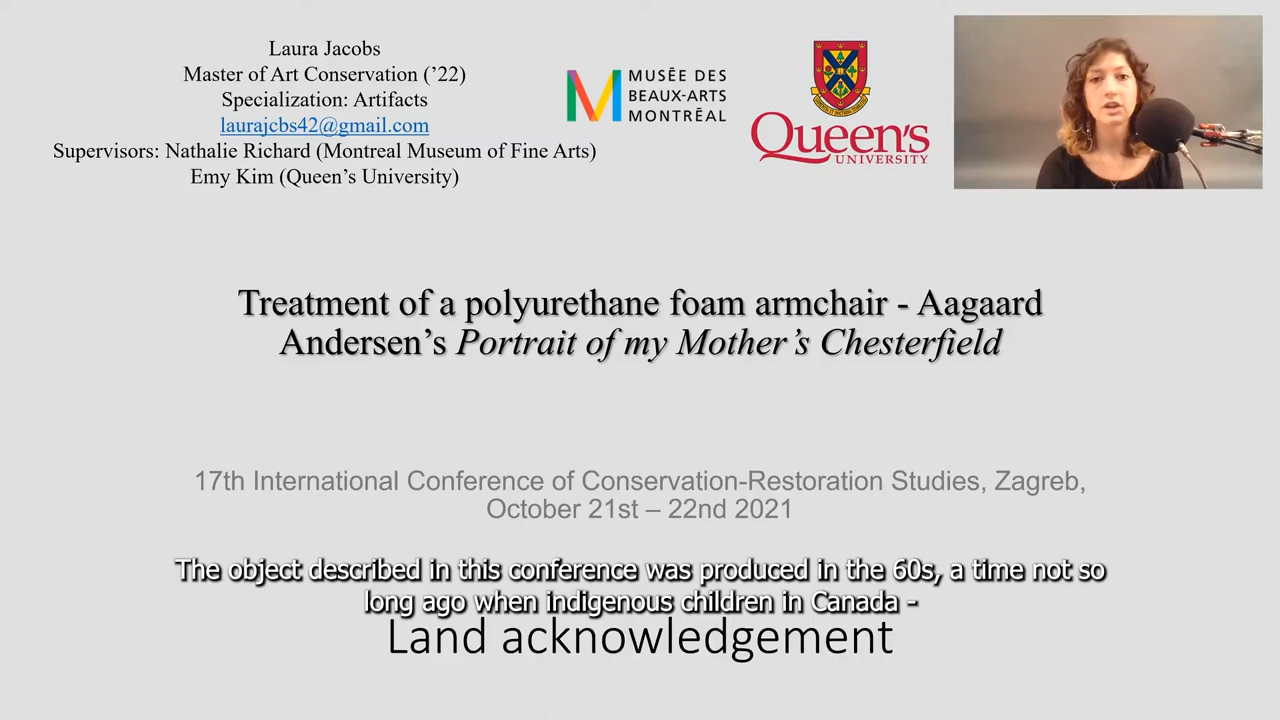 Laura Jacobs
Master of Art Conservation (’22)
Specialization: Artifacts
laurajcbs42@gmail.com
Supervisors: Nathalie Richard (Montreal Museum of Fine Arts)
Emy Kim (Queen’s University)
M MUSÉE DES
BEAUX-ARTS
MONTRÉAL
Queen's
UNIVERSITY
Treatment of a polyurethane foam armchair - Aagaard
Andersen’s Portrait of my Mother’s Chesterfield
17th International Conference of Conservation-Restoration Studies, Zagreb,
October 21st – 22nd 2021
The object described in this conference was produced in the 60s, a time not so
long ago when indigenous children in Canada -
Land acknowledgement